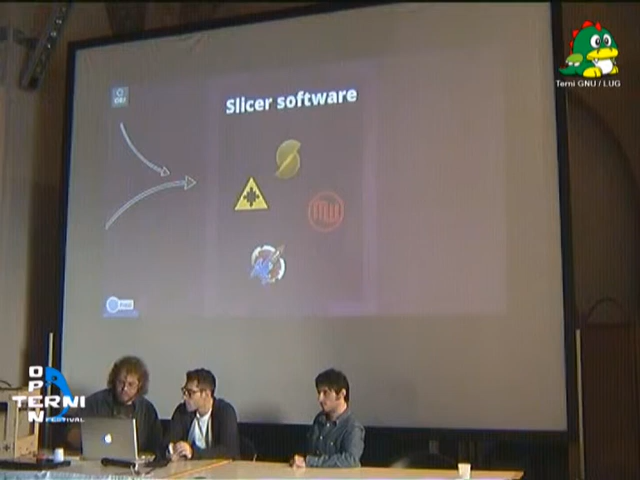 Terni GNU / LUG
Slicer software
OPEN
TERNI
FESTIVAL